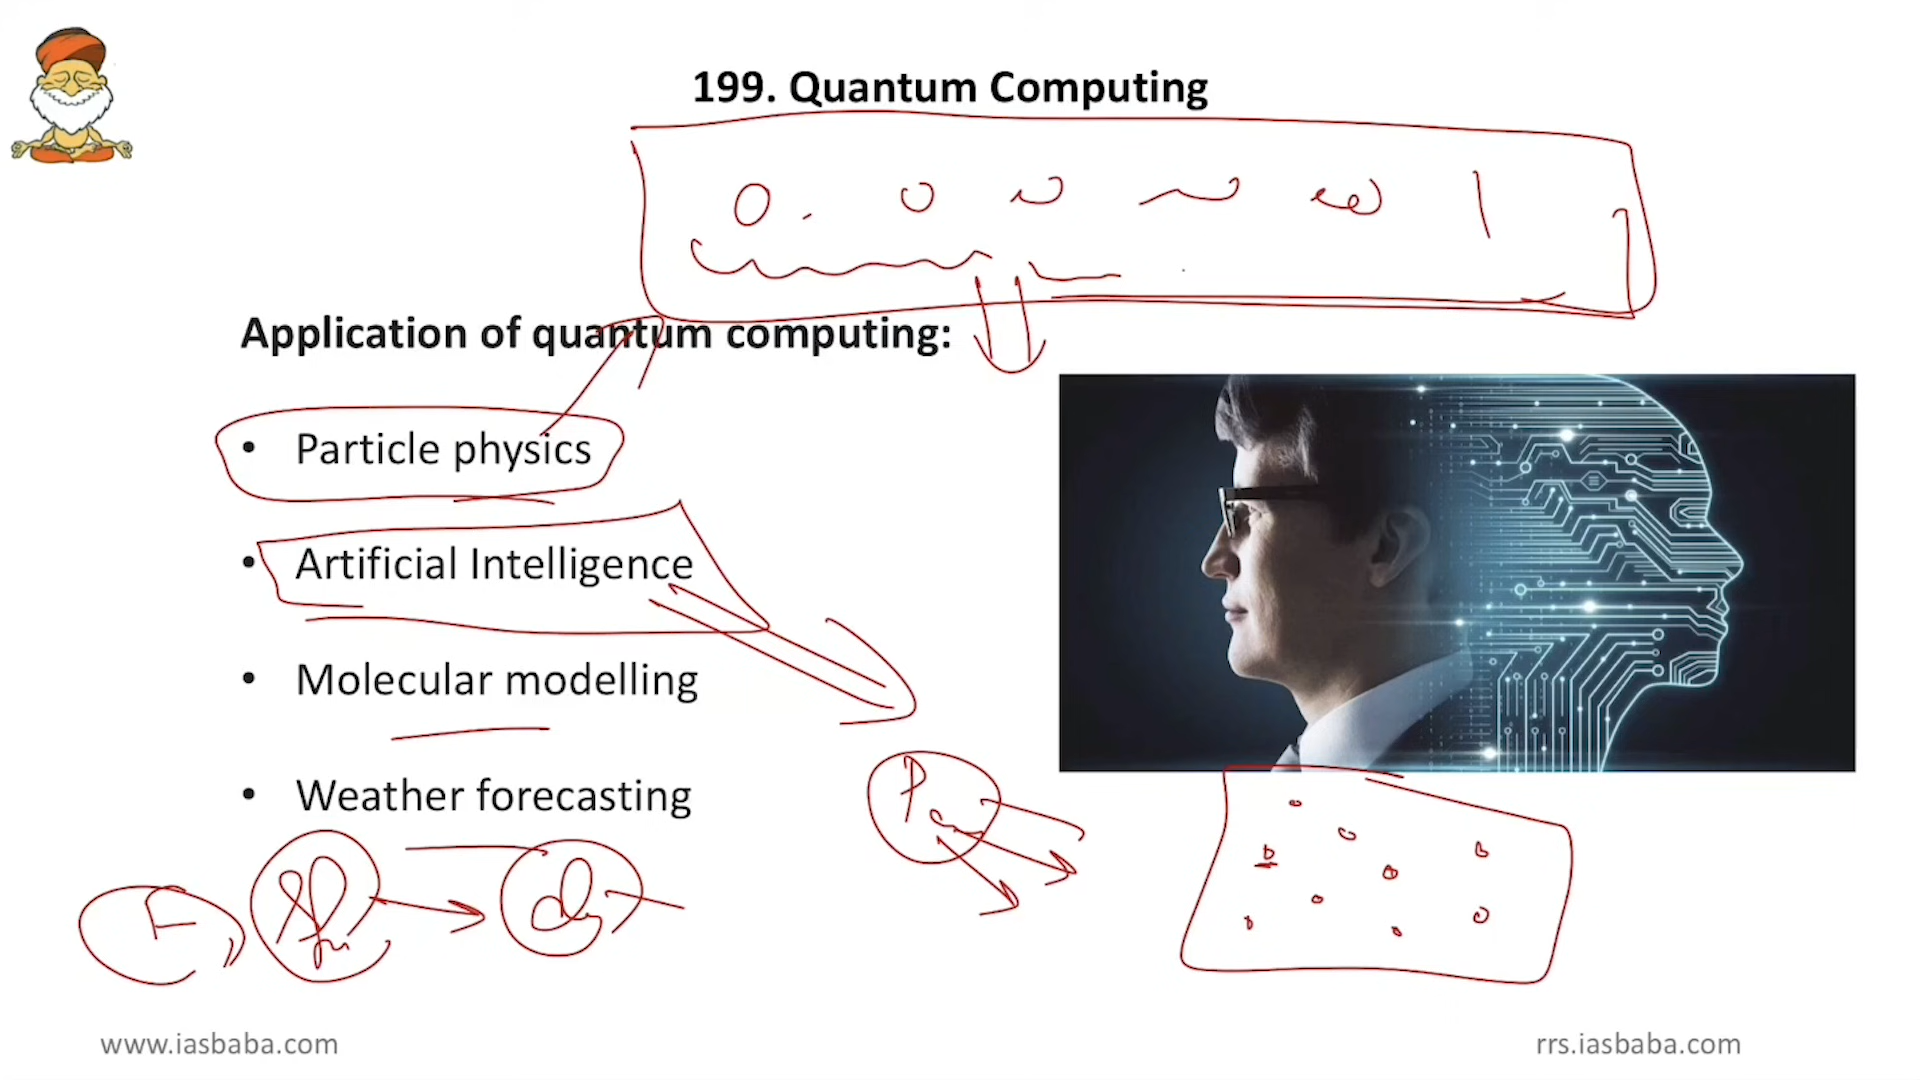 199. Quantum Computing
Application of quantum computing:
• Particle physics
• Artificial Intelligence
• Molecular modelling
• Weather forecasting
www.iasbaba.com
rrs.iasbaba.com